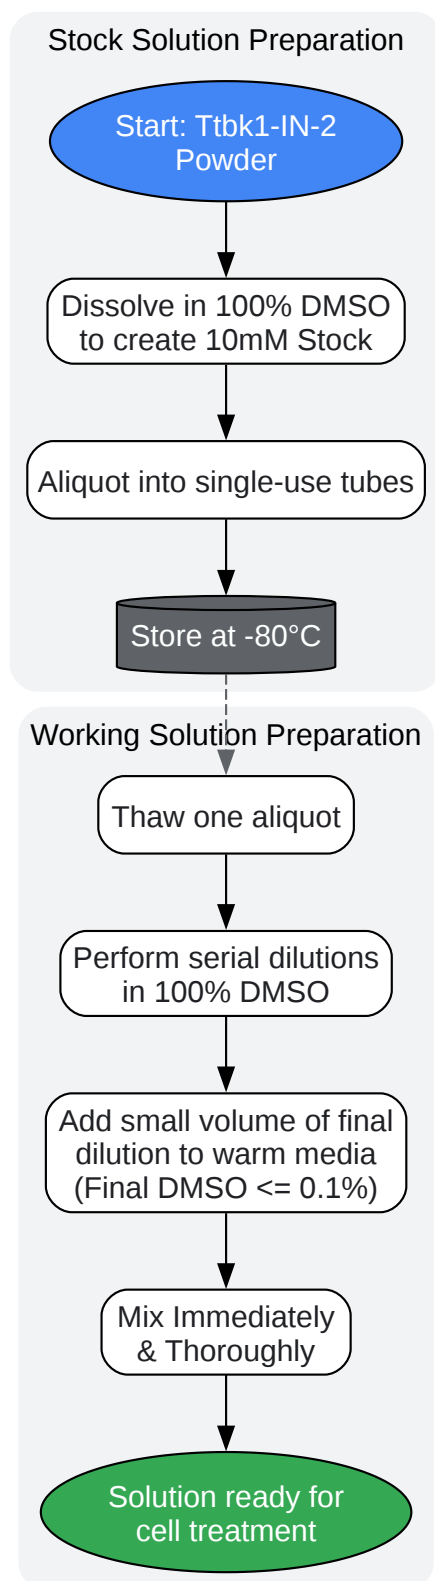 Stock Solution Preparation
Start: Ttbk1-IN-2
Powder
Dissolve in 100% DMSO
to create 10mM Stock
Aliquot into single-use tubes
Store at -80°C
Working Solution Preparation
Thaw one aliquot
Perform serial dilutions
in 100% DMSO
Add small volume of final
dilution to warm media
(Final DMSO <= 0.1%)
Mix Immediately
& Thoroughly
Solution ready for
cell treatment